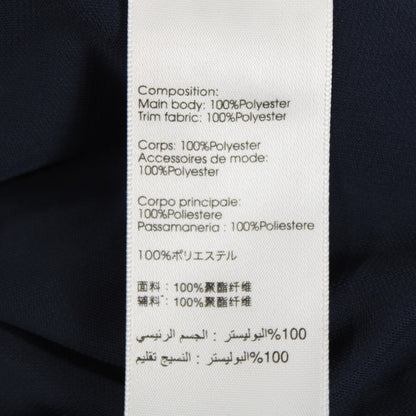 Composition:
Main body: 100%Polyester
Trim fabric: 100%Polyester
Corps: 100%Polyester
Accessoires de mode:
100%Polyester
Corpo principale:
100%Poliestere
Passamaneria : 100%Poliestere
100%ポリエステル
面料：100%聚酯纤维
辅料：100%聚酯纤维
100%البوليستر : الجسم الرئيسي
100%البوليستر : النسيج تقليم